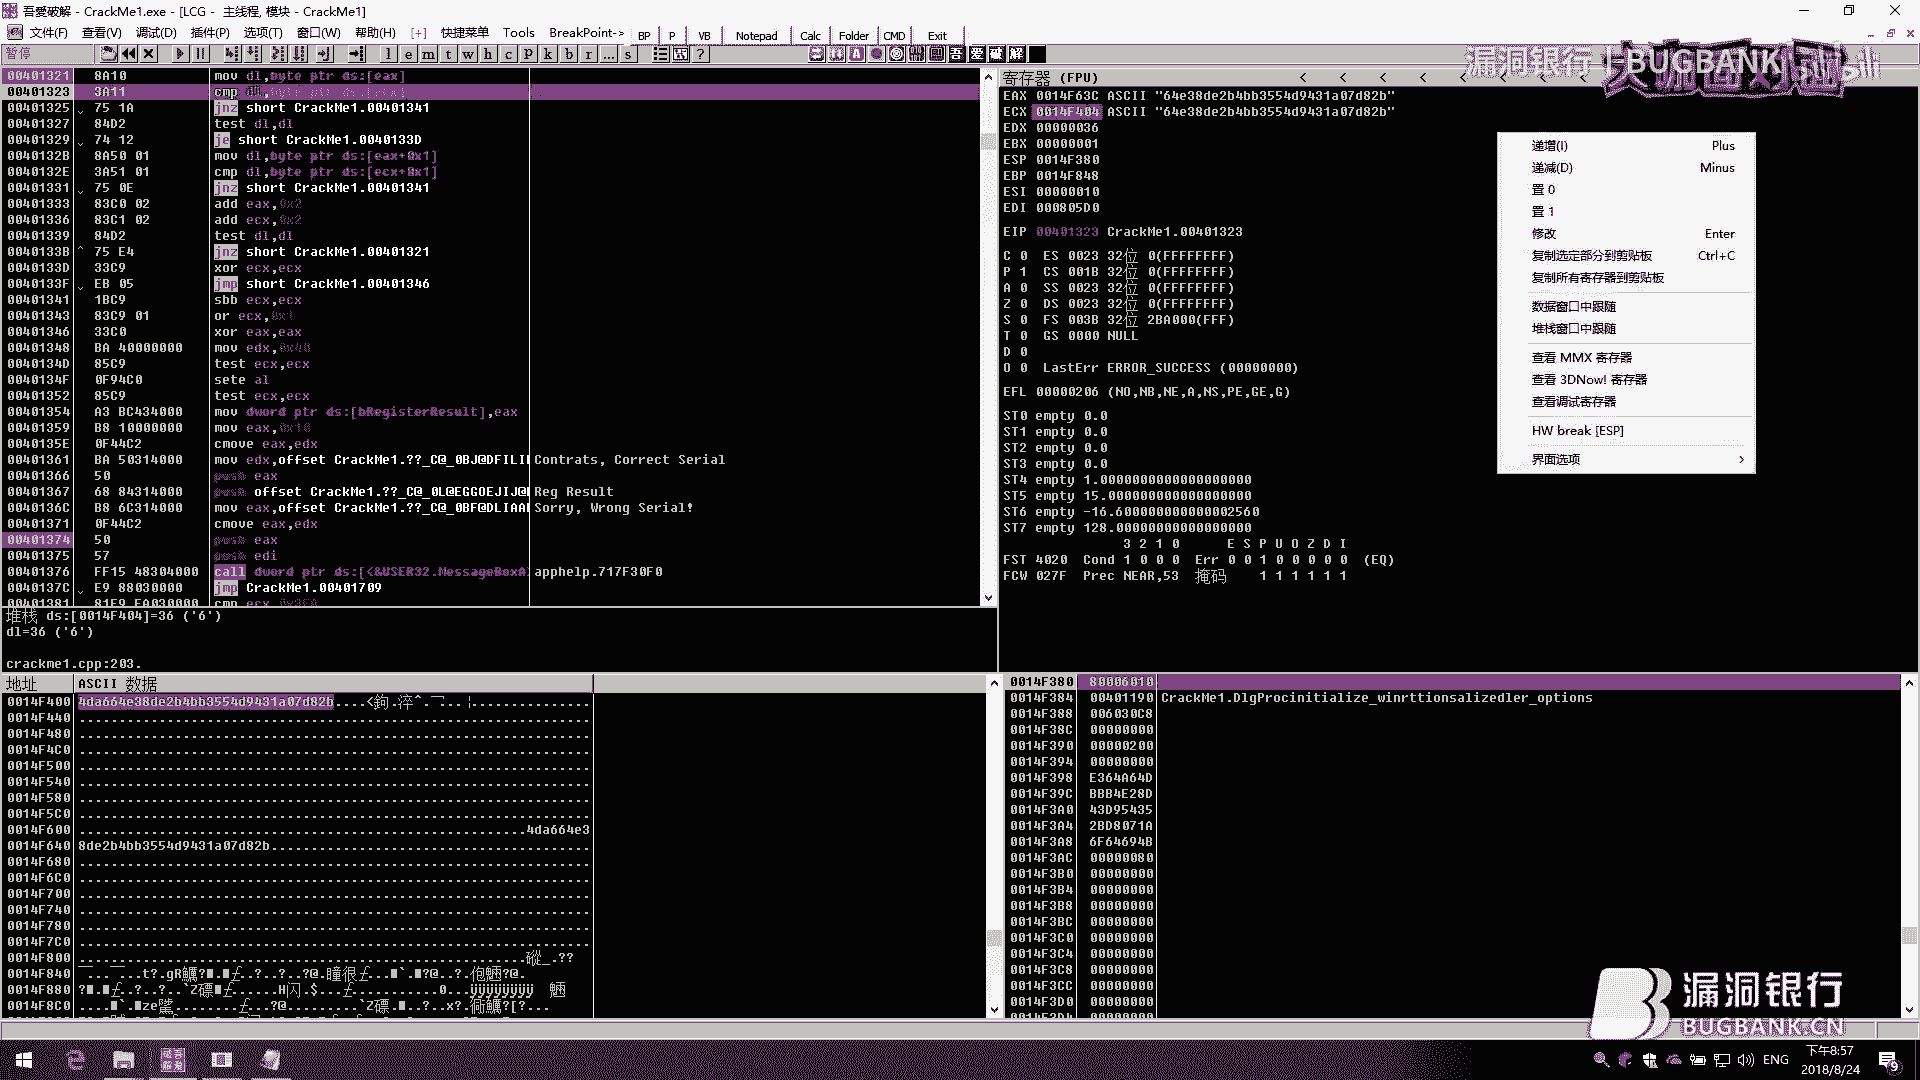 吾愛破解 - CrackMe1.exe - [LCG - 主线程, 模块 - CrackMe1]
文件(F) 查看(V) 调试(D) 插件(P) 选项(T) 窗口(W) 帮助(H) [+] 快捷菜单 Tools BreakPoint-> BP P VB Notepad Calc Folder CMD Exit
暂停 l e m t w h c p k b r ... s ?
漏洞银行 | BUGBANK
00401321 8A10 mov dl,byte ptr ds:[eax]
00401323 3A11 cmp
00401325 75 1A jnz short CrackMe1.00401341
00401327 84D2 test dl,dl
00401329 74 12 je short CrackMe1.0040133D
0040132B 8A50 01 mov dl,byte ptr ds:[eax+0x1]
0040132E 3A51 01 cmp dl,byte ptr ds:[ecx+0x1]
00401331 75 0E jnz short CrackMe1.00401341
00401333 83C0 02 add eax,0x2
00401336 83C1 02 add ecx,0x2
00401339 84D2 test dl,dl
0040133B 75 E4 jnz short CrackMe1.00401321
0040133D 33C9 xor ecx,ecx
0040133F EB 05 jmp short CrackMe1.00401346
00401341 1BC9 sbb ecx,ecx
00401343 83C9 01 or ecx,0x1
00401346 33C0 xor eax,eax
00401348 BA 40000000 mov edx,0x40
0040134D 85C9 test ecx,ecx
0040134F 0F94C0 sete al
00401352 85C9 test ecx,ecx
00401354 A3 BC434000 mov dword ptr ds:[bRegisterResult],eax
00401359 B8 10000000 mov eax,0x10
0040135E 0F44C2 cmove eax,edx
00401361 BA 50314000 mov edx,offset CrackMe1.??_C@_0BJ@DFILI Contrats, Correct Serial
00401366 50 push eax
00401367 68 84314000 push offset CrackMe1.??_C@_0L@EGGOEJIJ@ Reg Result
0040136C B8 6C314000 mov eax,offset CrackMe1.??_C@_0BF@DLIAA Sorry, Wrong Serial!
00401371 0F44C2 cmove eax,edx
00401374 50 push eax
00401375 57 push edi
00401376 FF15 48304000 call dword ptr ds:[<&USER32.MessageBoxA apphelp.717F30F0
0040137C E9 88030000 jmp CrackMe1.00401709
00401381 81F9 EA030000 cmp ecx,0x3EA
堆栈 ds:[0014F404]=36 ('6')
dl=36 ('6')
crackme1.cpp:203.
寄存器 (FPU) < < < < < < <
EAX 0014F63C ASCII "64e38de2b4bb3554d9431a07d82b"
ECX 0014F404 ASCII "64e38de2b4bb3554d9431a07d82b"
EDX 00000036
EBX 00000001
ESP 0014F380
EBP 0014F848
ESI 00000010
EDI 000805D0
EIP 00401323 CrackMe1.00401323
C 0 ES 0023 32位 0(FFFFFFFF)
P 1 CS 001B 32位 0(FFFFFFFF)
A 0 SS 0023 32位 0(FFFFFFFF)
Z 0 DS 0023 32位 0(FFFFFFFF)
S 0 FS 003B 32位 2BA000(FFF)
T 0 GS 0000 NULL
D 0
O 0 LastErr ERROR_SUCCESS (00000000)
EFL 00000206 (NO,NB,NE,A,NS,PE,GE,G)
ST0 empty 0.0
ST1 empty 0.0
ST2 empty 0.0
ST3 empty 0.0
ST4 empty 1.0000000000000000000
ST5 empty 15.000000000000000000
ST6 empty -16.600000000000002560
ST7 empty 128.00000000000000000
3 2 1 0 E S P U O Z D I
FST 4020 Cond 1 0 0 0 Err 0 0 1 0 0 0 0 0 (EQ)
FCW 027F Prec NEAR,53 掩码 1 1 1 1 1 1
递增(I) Plus
递减(D) Minus
置 0
置 1
修改 Enter
复制选定部分到剪贴板 Ctrl+C
复制所有寄存器到剪贴板
数据窗口中跟随
堆栈窗口中跟随
查看 MMX 寄存器
查看 3DNow! 寄存器
查看调试寄存器
HW break [ESP]
界面选项 >
地址 ASCII 数据
0014F400 4da664e38de2b4bb3554d9431a07d82b
0014F440
0014F480
0014F4C0
0014F500
0014F540
0014F580
0014F5C0
0014F600 4da664e3
0014F640 8de2b4bb3554d9431a07d82b
0014F680
0014F6C0
0014F700
0014F740
0014F780
0014F7C0
0014F800
0014F840
0014F880
0014F8C0
0014F380 80006010
0014F384 00401190 CrackMe1.DlgProcinitialize_winrttionsalizedler_options
0014F388 006030C8
0014F38C 00000000
0014F390 00000200
0014F394 00000000
0014F398 E364A64D
0014F39C BBB4E28D
0014F3A0 43D95435
0014F3A4 2BD8071A
0014F3A8 6F64694B
0014F3AC 00000080
0014F3B0 00000000
0014F3B4 00000000
0014F3B8 00000000
0014F3BC 00000000
0014F3C0 00000000
0014F3C4 00000000
0014F3C8 00000000
0014F3CC 00000000
0014F3D0 00000000
0014F3D4 00000000
漏洞银行
BUGBANK.CN
ENG 下午8:57
2018/8/24
9